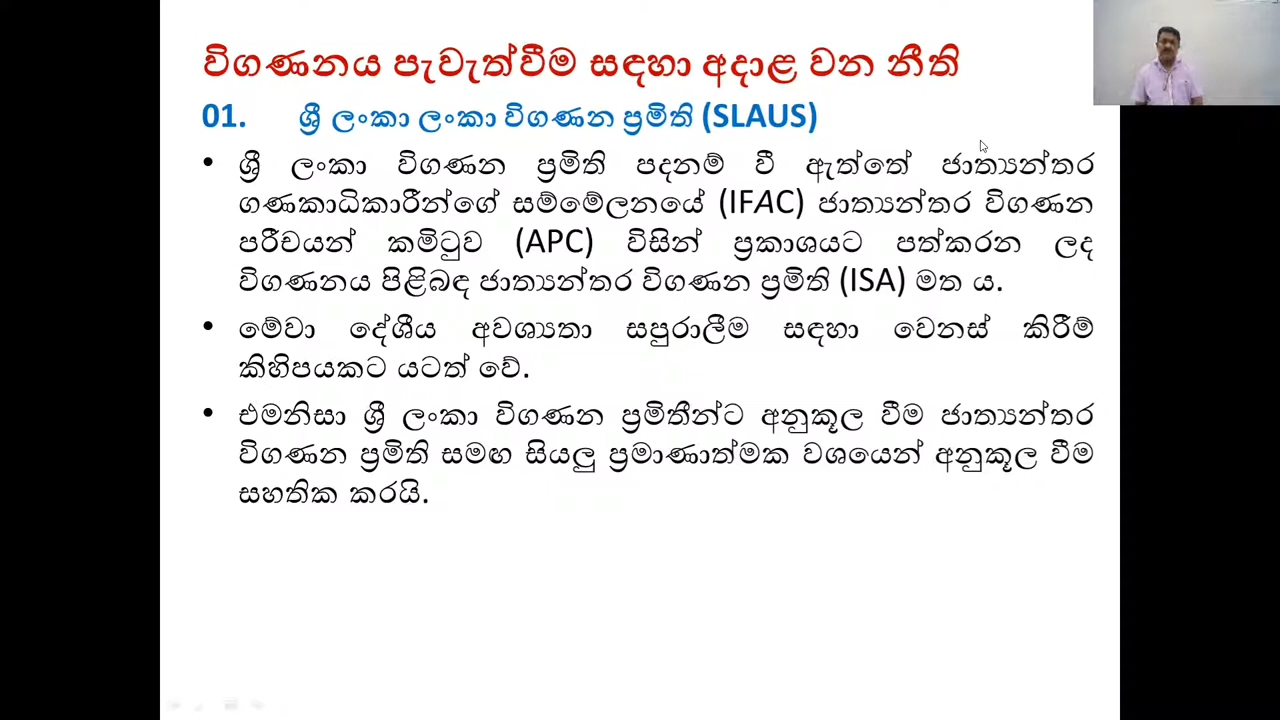 විගණනය පැවැත්වීම සඳහා අදාළ වන නීති
01. ශ්‍රී ලංකා ලංකා විගණන ප්‍රමිති (SLAUS)
• ශ්‍රී ලංකා විගණන ප්‍රමිති පදනම් වී ඇත්තේ ජාත්‍යන්තර
ගණකාධිකාරීන්ගේ සම්මේලනයේ (IFAC) ජාත්‍යන්තර විගණන
පරීචයන් කමිටුව (APC) විසින් ප්‍රකාශයට පත්කරන ලද
විගණනය පිළිබඳ ජාත්‍යන්තර විගණන ප්‍රමිති (ISA) මත ය.
• මේවා දේශීය අවශ්‍යතා සපුරාලීම සඳහා වෙනස් කිරීම්
කිහිපයකට යටත් වේ.
• එමනිසා ශ්‍රී ලංකා විගණන ප්‍රමිතීන්ට අනුකූල වීම ජාත්‍යන්තර
විගණන ප්‍රමිති සමඟ සියලු ප්‍රමාණාත්මක වශයෙන් අනුකූල වීම
සහතික කරයි.